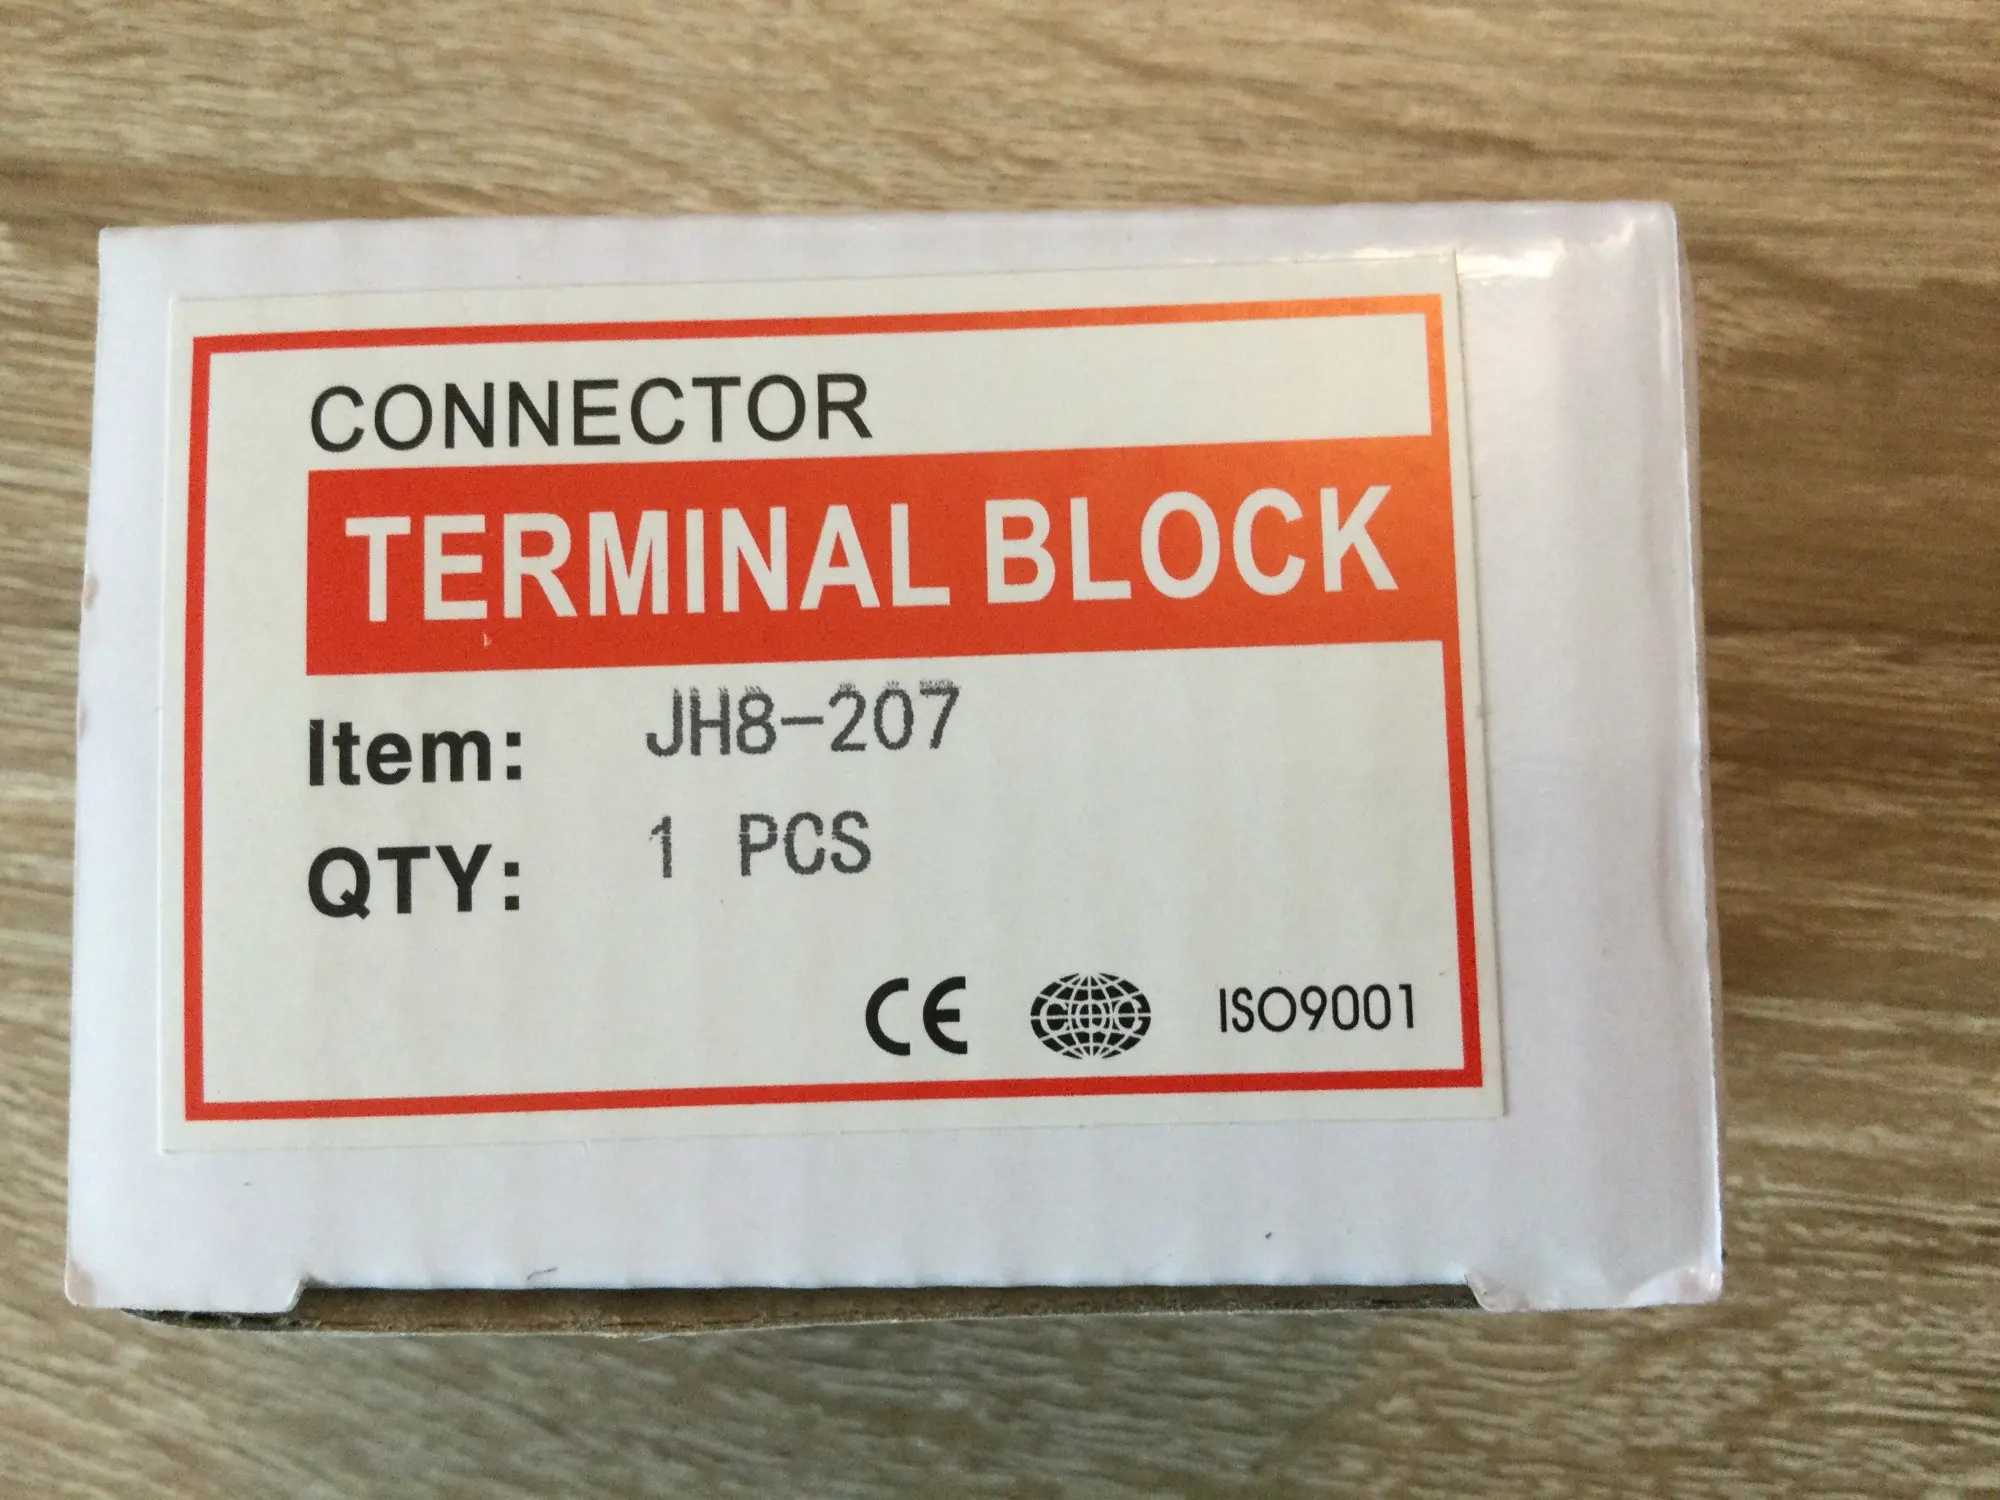 CONNECTOR
TERMINAL BLOCK
Item: JH8-207
QTY: 1 PCS
CE ISO9001